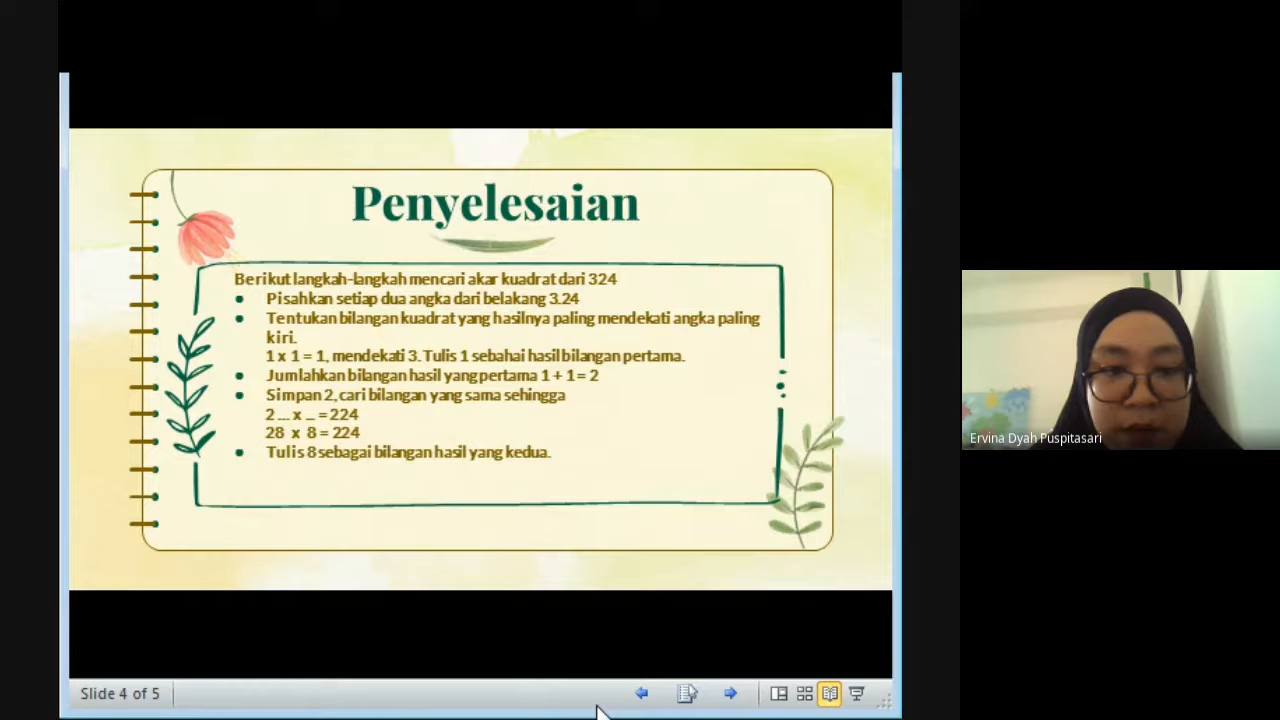 Penyelesaian
Berikut langkah-langkah mencari akar kuadrat dari 324
● Pisahkan setiap dua angka dari belakang 3.24
● Tentukan bilangan kuadrat yang hasilnya paling mendekati angka paling
kiri.
1 x 1 = 1, mendekati 3. Tulis 1 sebahai hasil bilangan pertama.
● Jumlahkan bilangan hasil yang pertama 1 + 1 = 2
● Simpan 2, cari bilangan yang sama sehingga
2 ... x ... = 224
28 x 8 = 224
● Tulis 8 sebagai bilangan hasil yang kedua.
Ervina Dyah Puspitasari
Slide 4 of 5